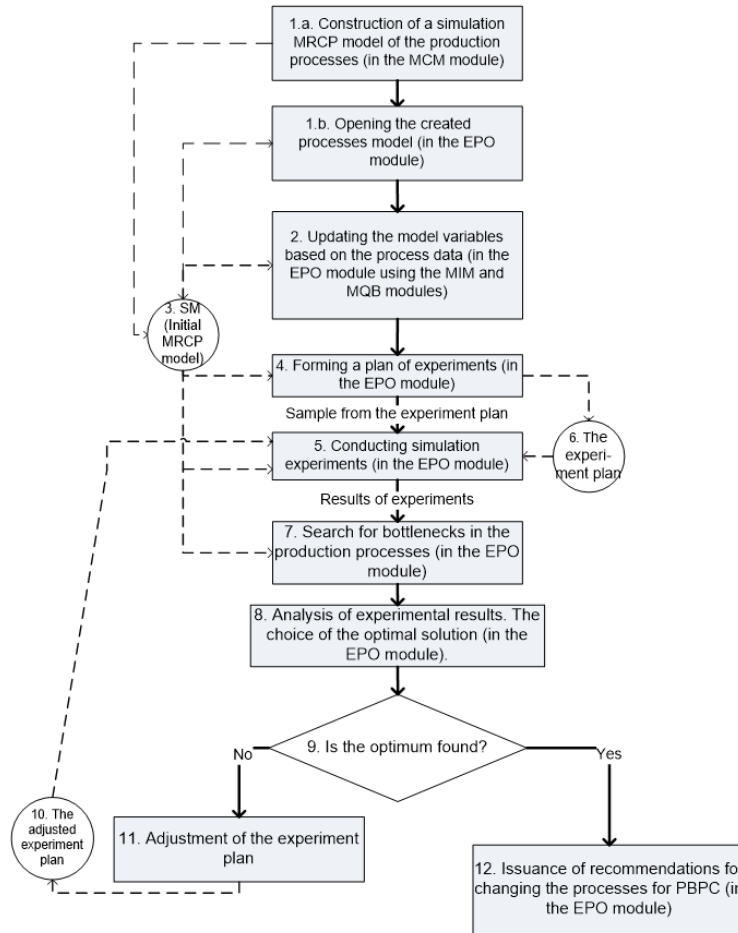 1.a. Construction of a simulation
MRCP model of the production
processes (in the MCM module)
1.b. Opening the created
processes model (in the EPO
module)
2. Updating the model variables
based on the process data (in the
EPO module using the MIM and
MQB modules)
3. SM
(Initial
MRCP
model)
4. Forming a plan of experiments (in
the EPO module)
Sample from the experiment plan
5. Conducting simulation
experiments (in the EPO module)
6. The
experi-
ment plan
Results of experiments
7. Search for bottlenecks in the
production processes (in the EPO
module)
8. Analysis of experimental results. The
choice of the optimal solution (in the
EPO module).
9. Is the optimum found?
No
Yes
10. The
adjusted
experiment
plan
11. Adjustment of the experiment
plan
12. Issuance of recommendations fo
changing the processes for PBPC (in
the EPO module)